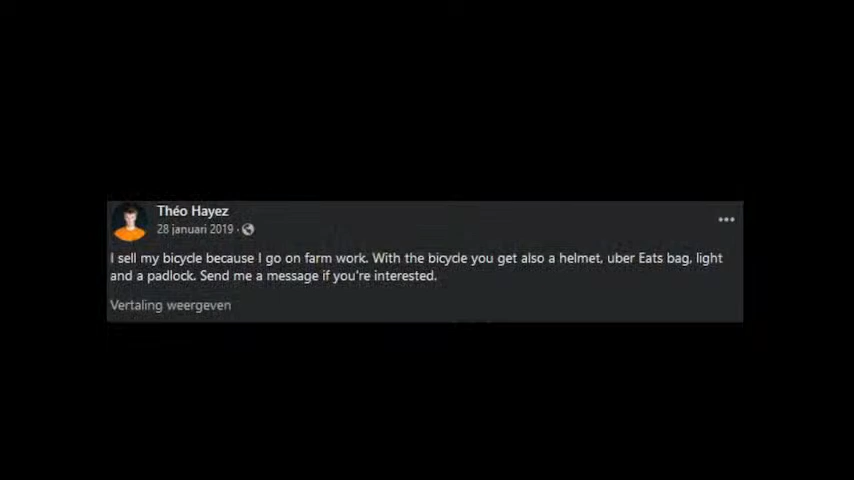 Théo Hayez
28 januari 2019 ·
I sell my bicycle because I go on farm work. With the bicycle you get also a helmet, uber Eats bag, light
and a padlock. Send me a message if you're interested.
Vertaling weergeven